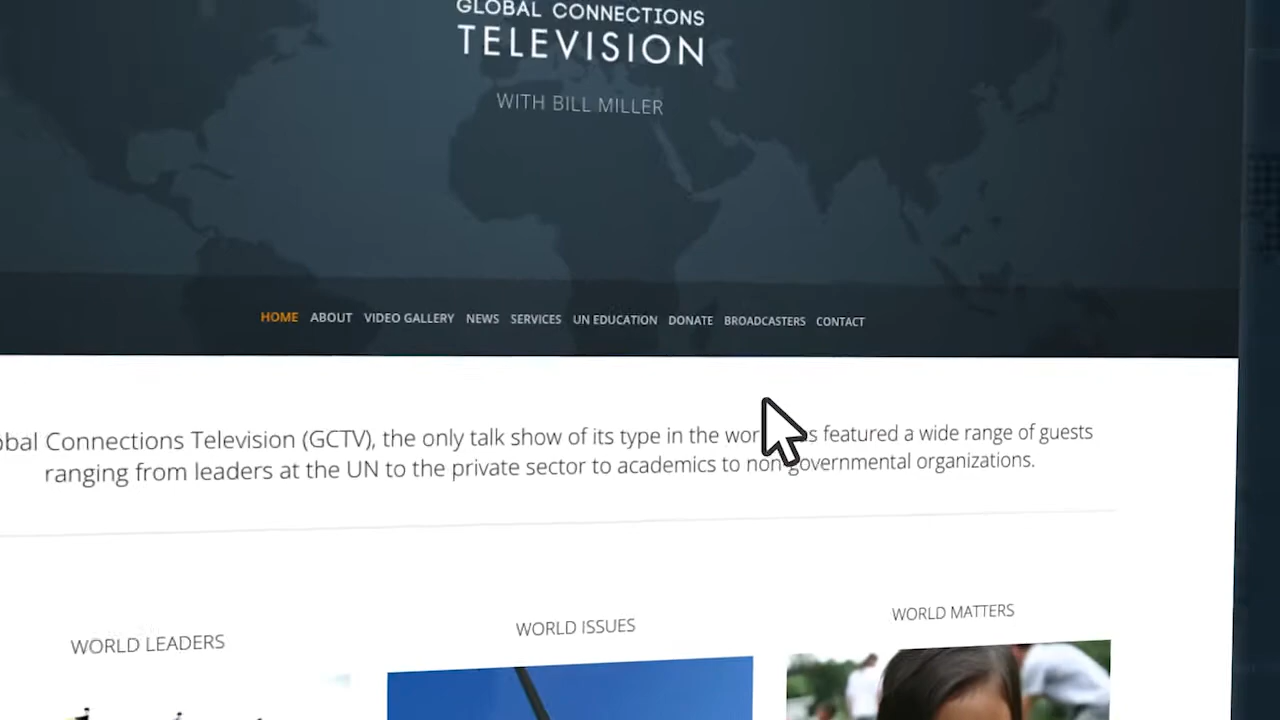 GLOBAL CONNECTIONS
TELEVISION
WITH BILL MILLER
HOME ABOUT VIDEO GALLERY NEWS SERVICES UN EDUCATION DONATE BROADCASTERS CONTACT
Connections Television (GCTV), the only talk show of its type in the featured a wide range of guests
ranging from leaders at the UN to the private sector to academics to non governmental organizations.
WORLD LEADERS
WORLD ISSUES
WORLD MATTERS